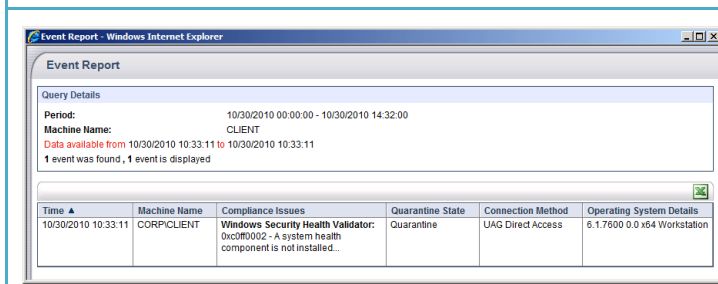 Event Report - Windows Internet Explorer
Event Report
Query Details
Period: 10/30/2010 00:00:00 - 10/30/2010 14:32:00
Machine Name: CLIENT
Data available from 10/30/2010 10:33:11 to 10/30/2010 10:33:11
1 event was found , 1 event is displayed
Time ▲ Machine Name Compliance Issues Quarantine State Connection Method Operating System Details
10/30/2010 10:33:11 CORP\CLIENT Windows Security Health Validator: Quarantine UAG Direct Access 6.1.7600 0.0 x64 Workstation
0xc0ff0002 - A system health
component is not installed...